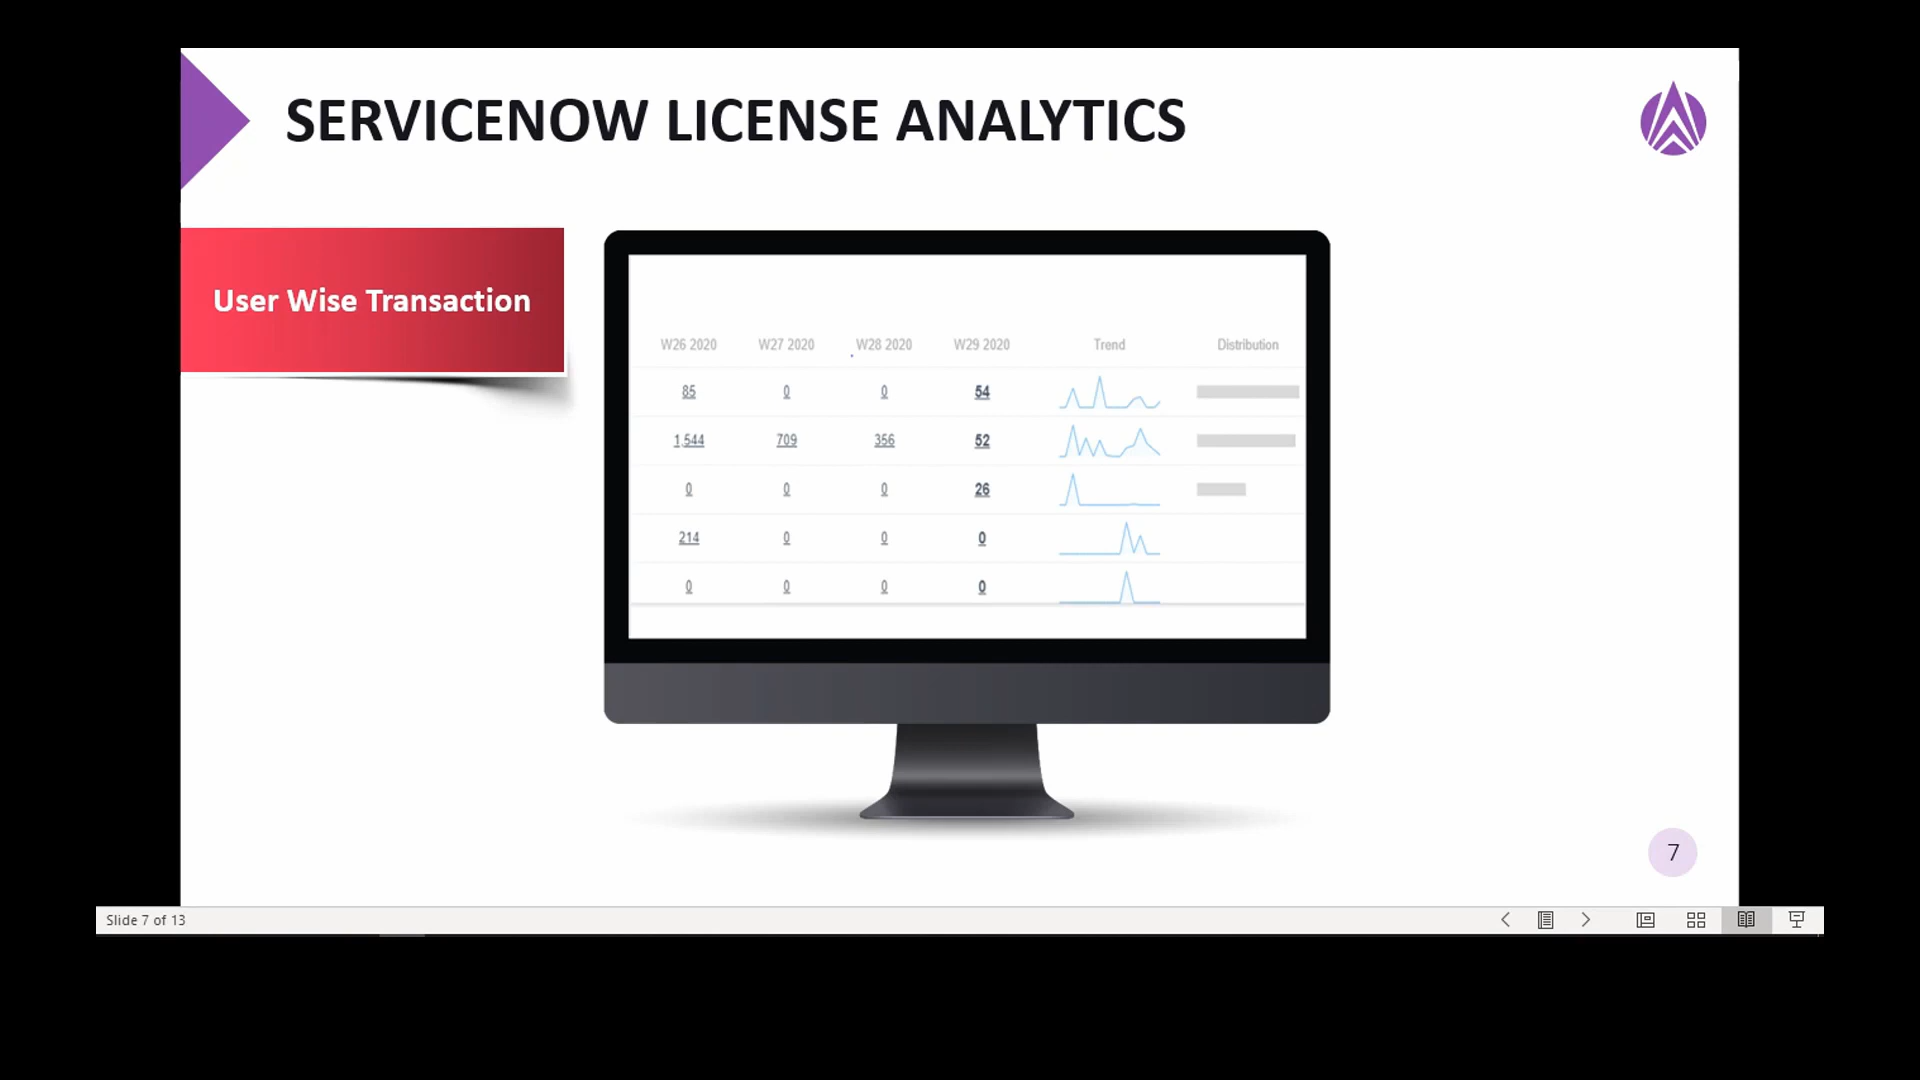 SERVICENOW LICENSE ANALYTICS
User Wise Transaction
W26 2020 W27 2020 W28 2020 W29 2020 Trend Distribution
85 0 0 54
1,544 709 356 52
0 0 0 26
214 0 0 0
0 0 0 0
7
Slide 7 of 13